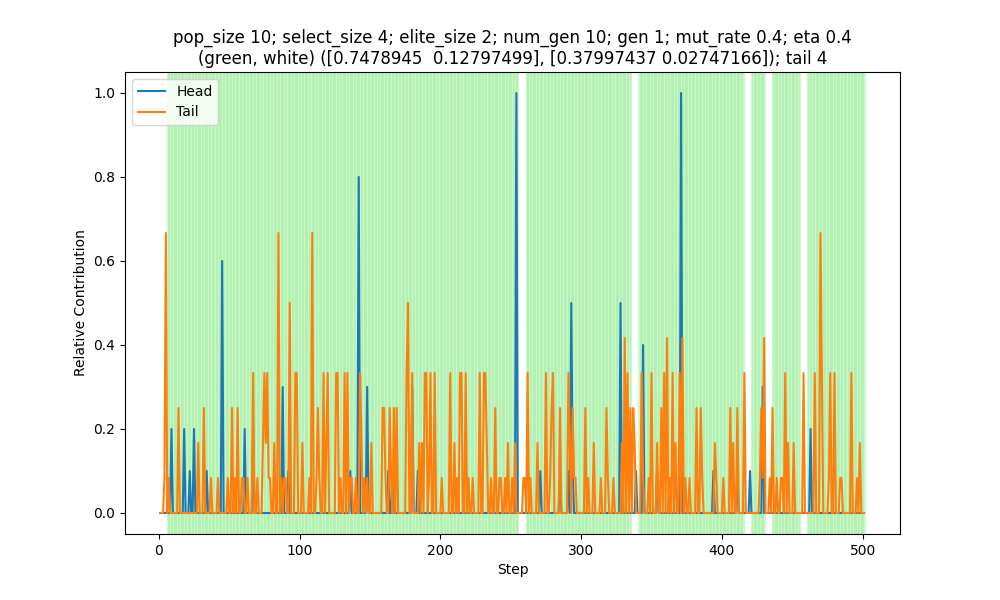 pop_size 10; select_size 4; elite_size 2; num_gen 10; gen 1; mut_rate 0.4; eta 0.4
(green, white) ([0.7478945  0.12797499], [0.37997437 0.02747166]); tail 4
Head
Tail
1.0
0.8
0.6
0.4
0.2
0.0
Relative Contribution
0
100
200
300
400
500
Step